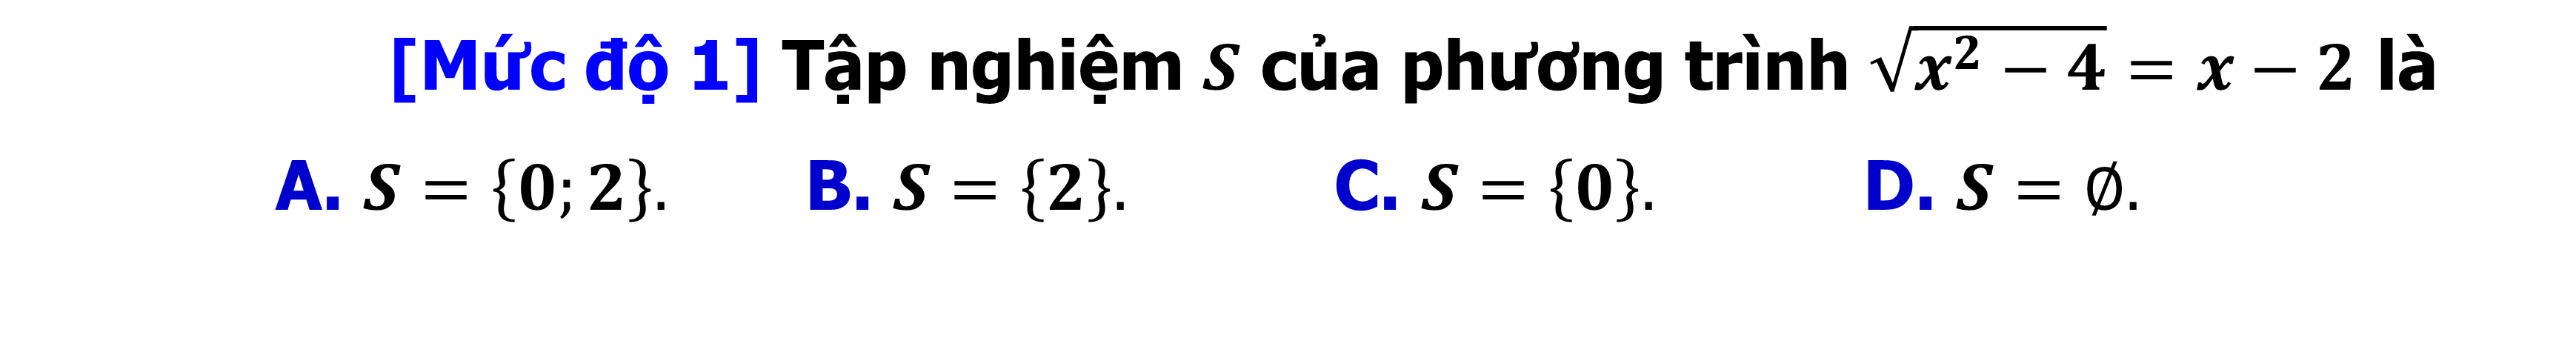 [Mức độ 1] Tập nghiệm S của phương trình √(x² − 4) = x − 2 là
A. S = {0; 2}. B. S = {2}. C. S = {0}. D. S = ∅.